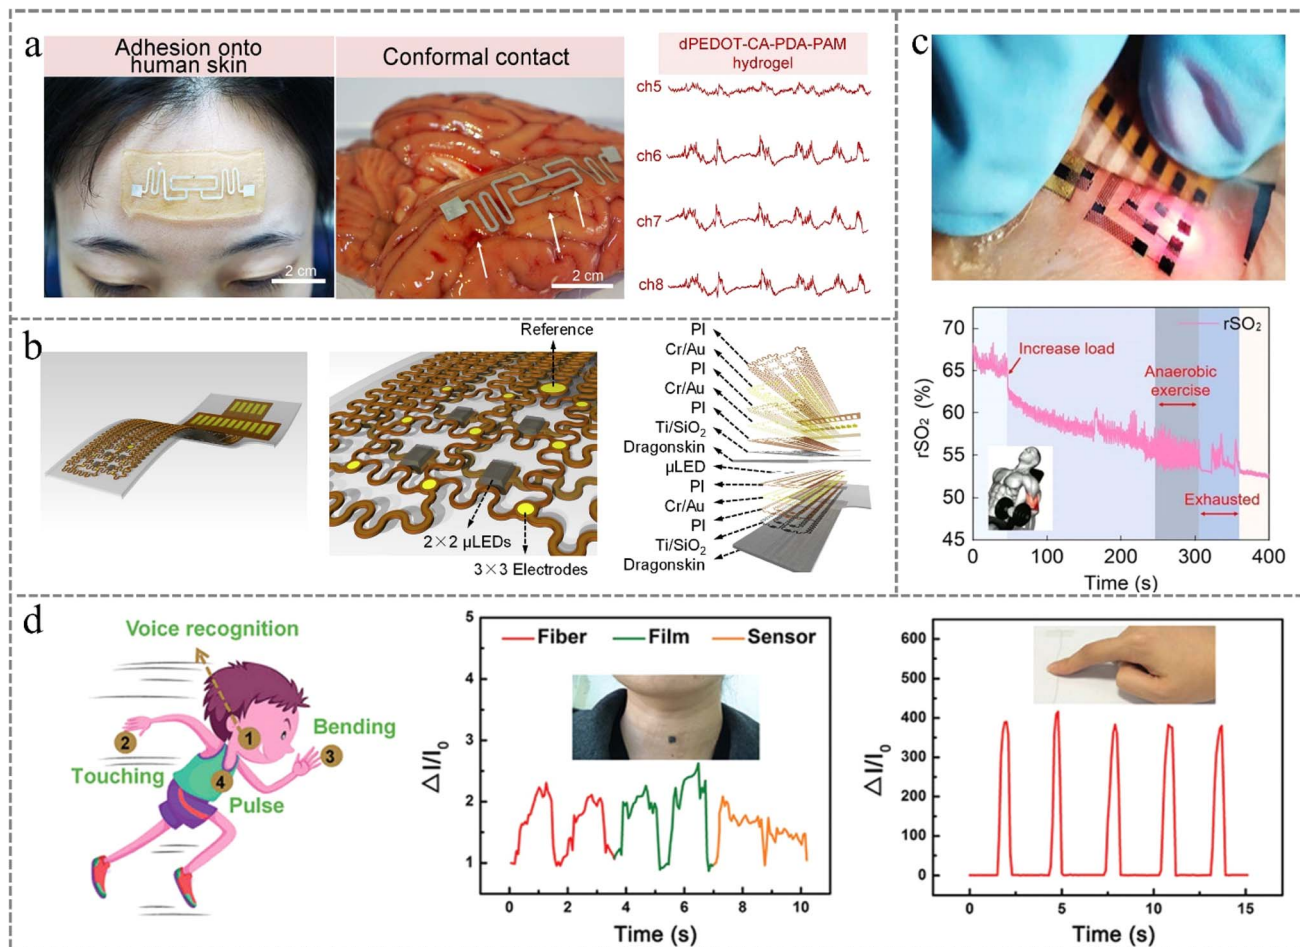 a
Adhesion onto
human skin
2 cm
Conformal contact
2 cm
dPEDOT-CA-PDA-PAM
hydrogel
ch5
ch6
ch7
ch8
b
Reference
2×2 μLEDs
3×3 Electrodes
PI
Cr/Au
PI
Cr/Au
PI
Ti/SiO₂
Dragonskin
μLED
PI
Cr/Au
PI
Ti/SiO₂
Dragonskin
c
rSO₂ (%)
70
65
60
55
50
45
rSO₂
Increase load
Anaerobic
exercise
Exhausted
0 100 200 300 400
Time (s)
d
Voice recognition
1
2
3
4
Bending
Touching
Pulse
ΔI/I₀
5
4
3
2
1
Fiber Film Sensor
0 2 4 6 8 10
Time (s)
ΔI/I₀
600
500
400
300
200
100
0
0 5 10 15
Time (s)